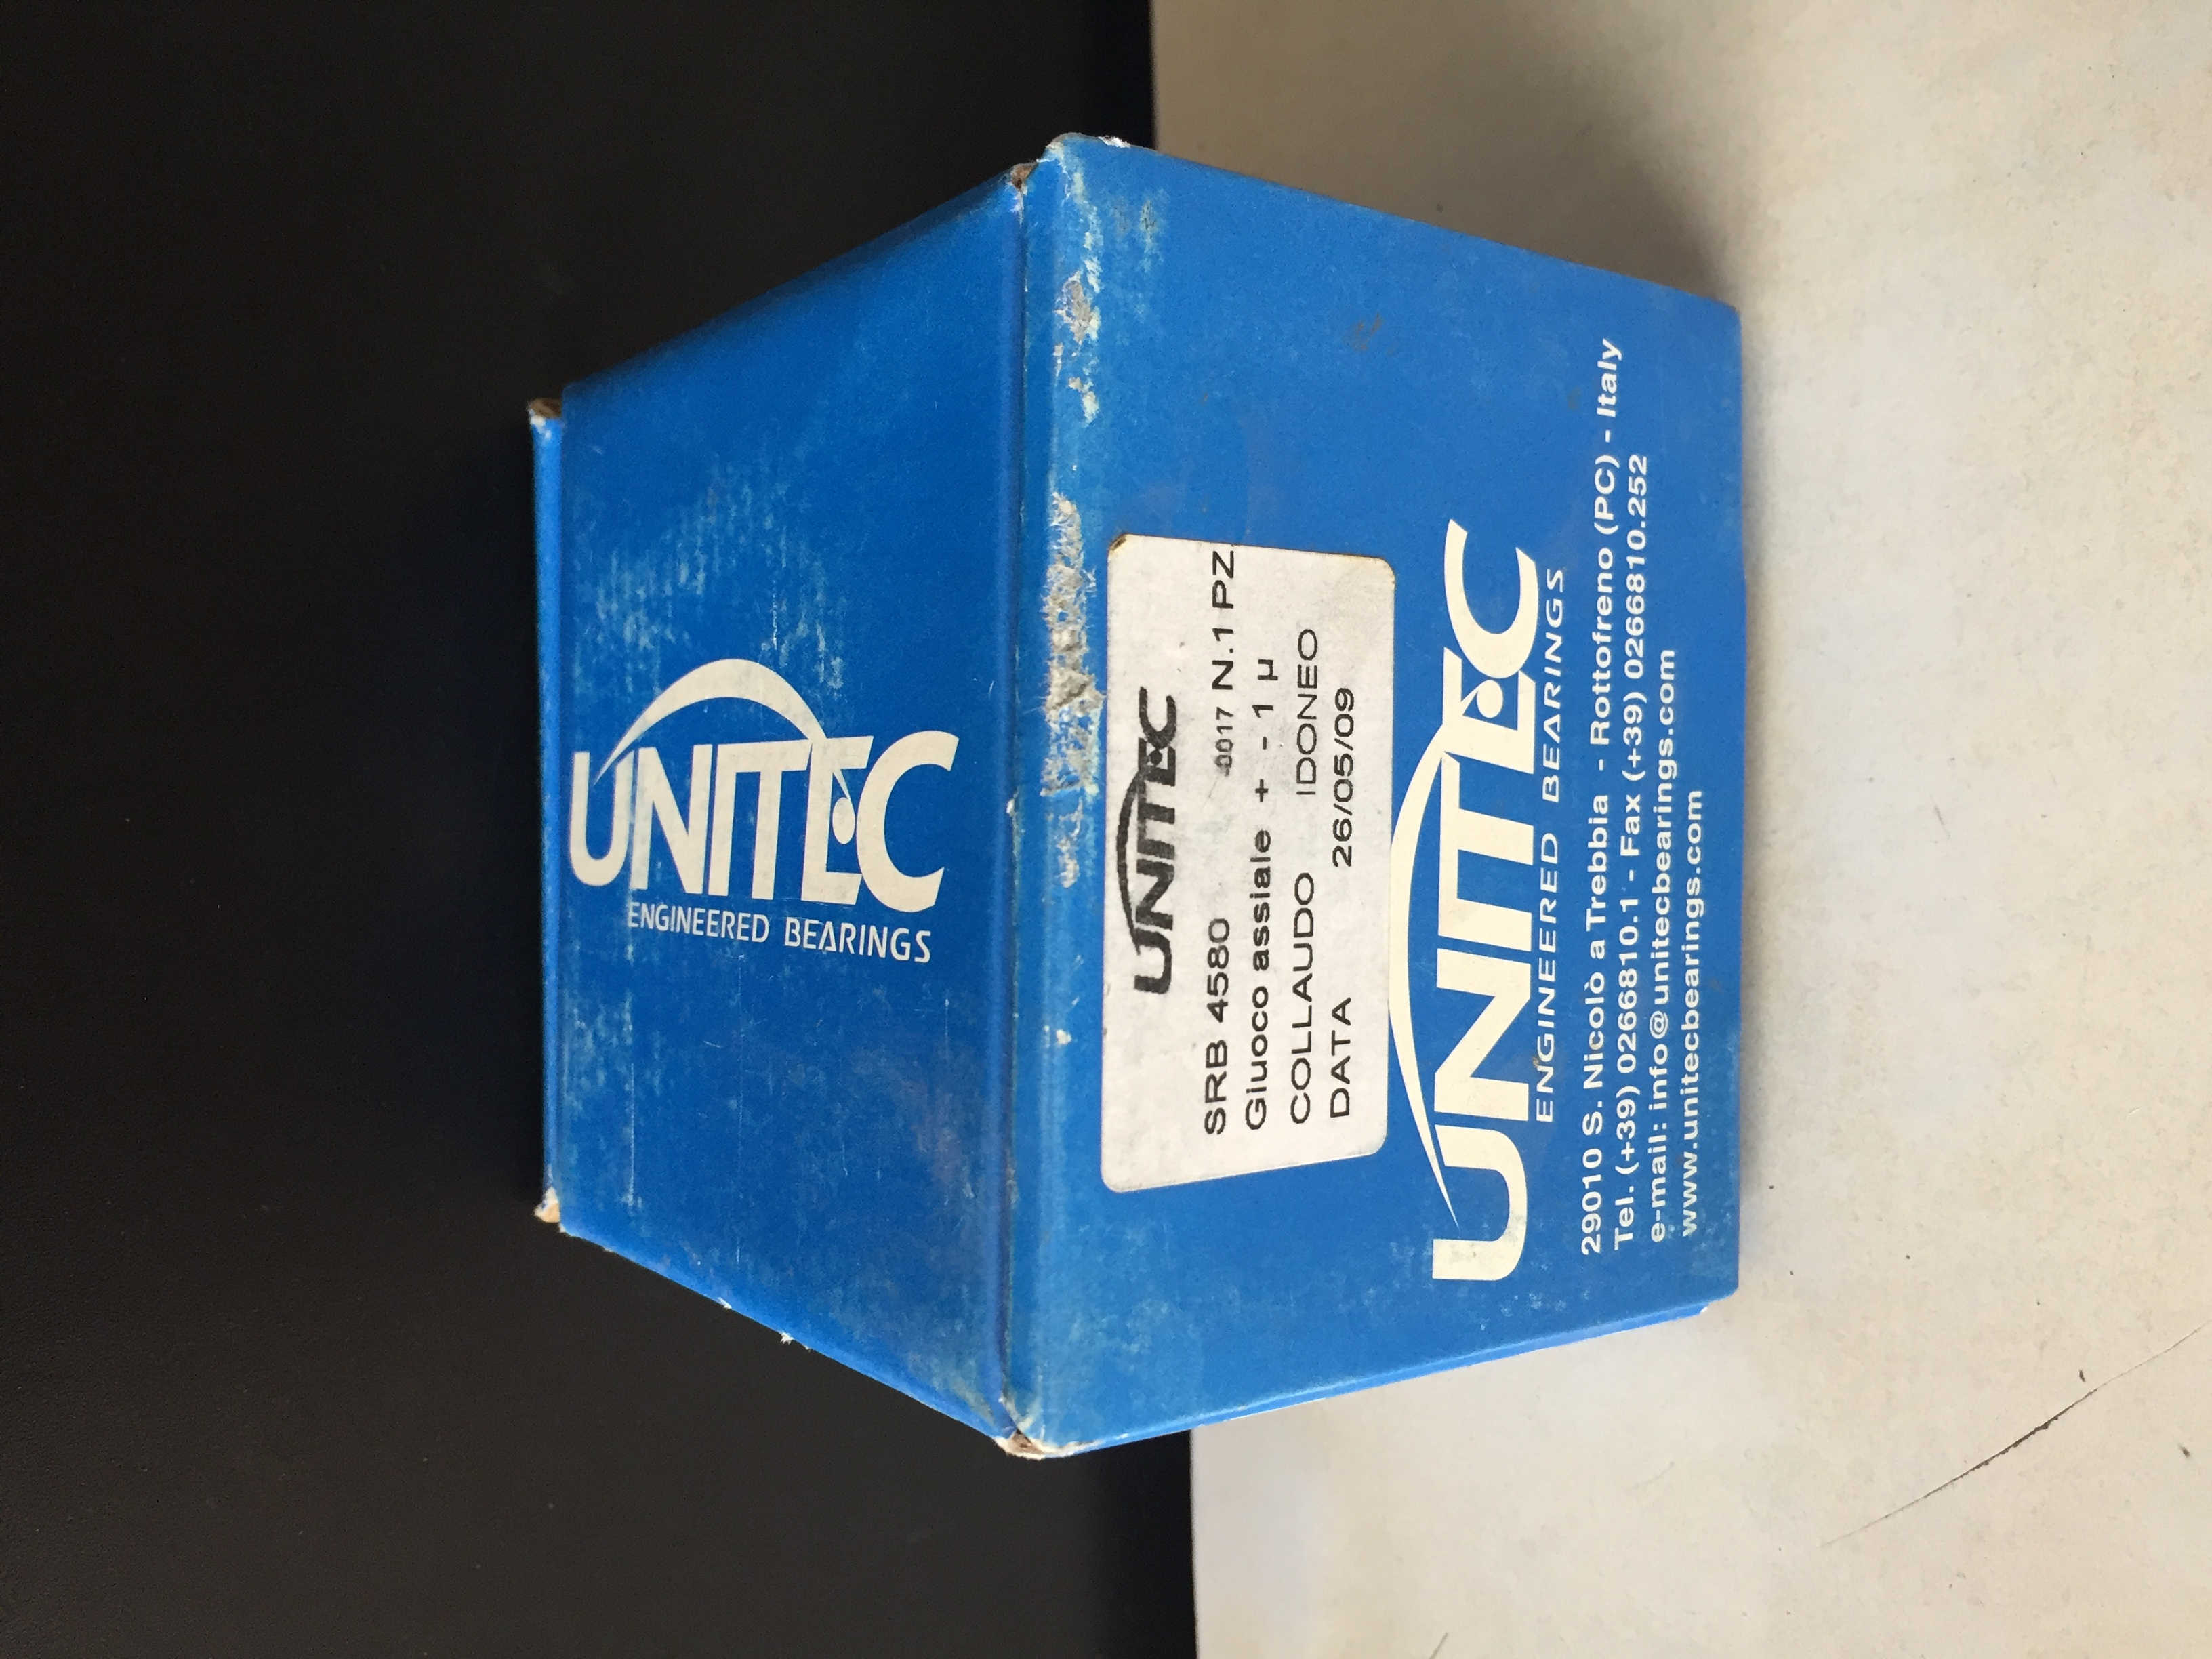 UNITEC
ENGINEERED BEARINGS
UNITEC
SRB 4580 -0017 N.1 PZ
Giuoco assiale + - 1 µ
COLLAUDO IDONEO
DATA 26/05/09
UNITEC
ENGINEERED BEARINGS
29010 S. Nicolò a Trebbia - Rottofreno (PC) - Italy
Tel. (+39) 0266810.1 - Fax (+39) 0266810.252
e-mail: info@unitecbearings.com
www.unitecbearings.com